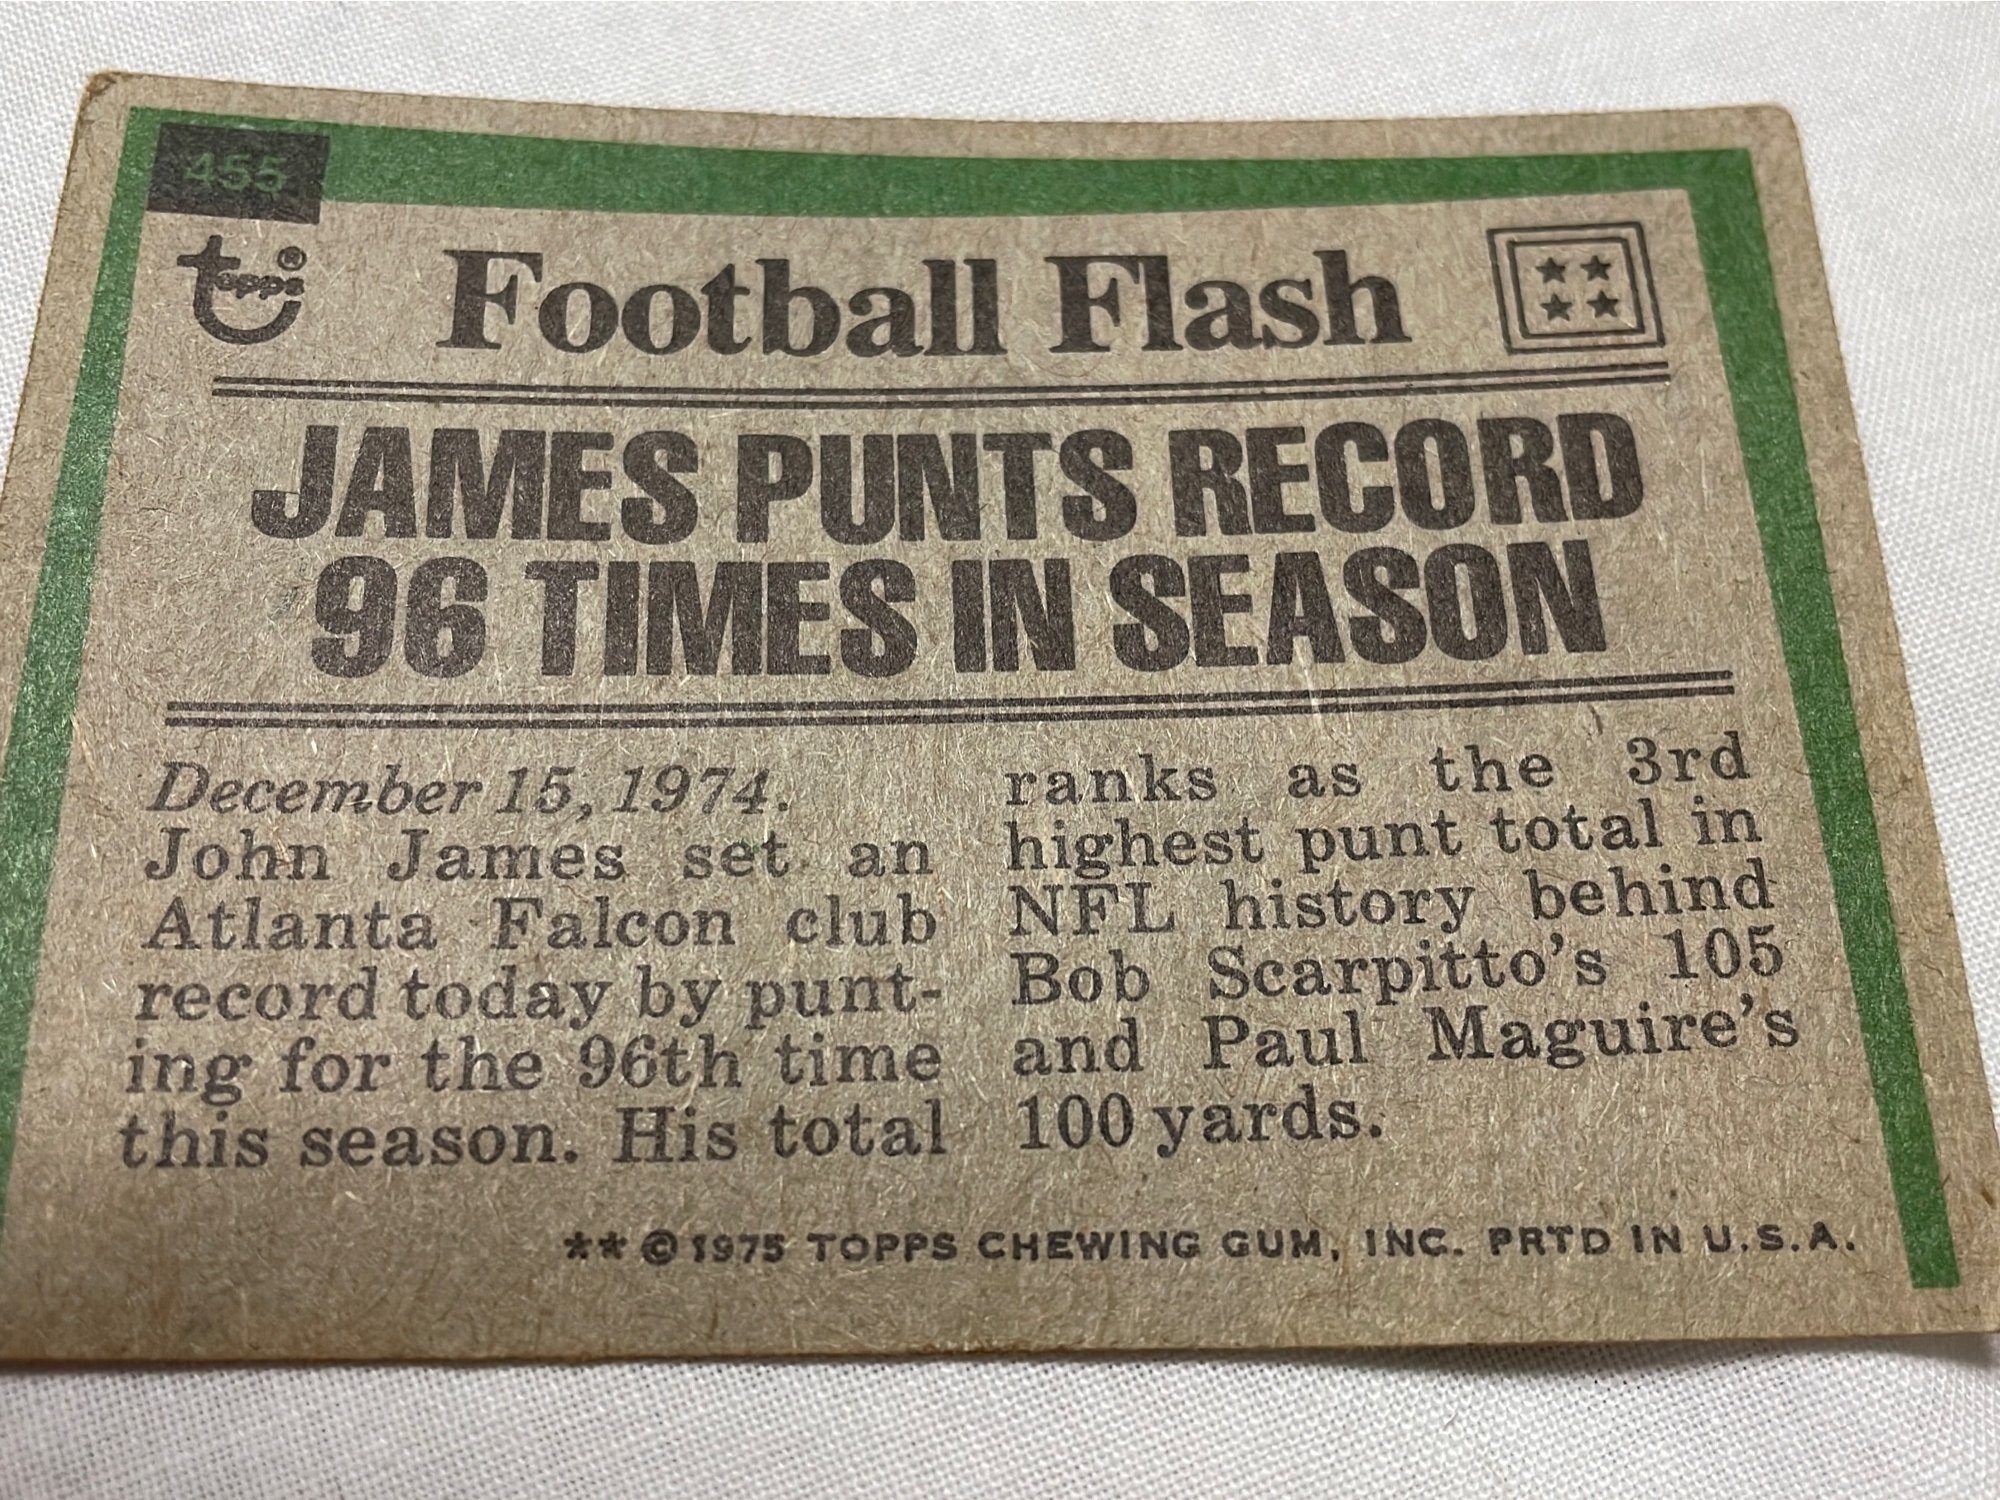 455
topps®
Football Flash
JAMES PUNTS RECORD
96 TIMES IN SEASON
December 15, 1974.
John James set an
Atlanta Falcon club
record today by punt-
ing for the 96th time
this season. His total
ranks as the 3rd
highest punt total in
NFL history behind
Bob Scarpitto's 105
and Paul Maguire's
100 yards.
** © 1975 TOPPS CHEWING GUM, INC. PRTD IN U.S.A.